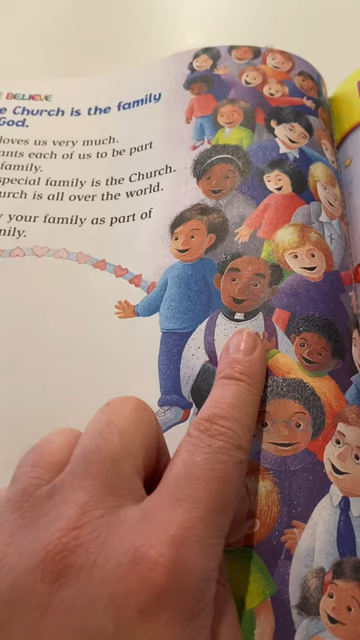 E BELIEVE
e Church is the family
God.
loves us very much.
ants each of us to be part
family.
special family is the Church.
urch is all over the world.
y your family as part of
mily.